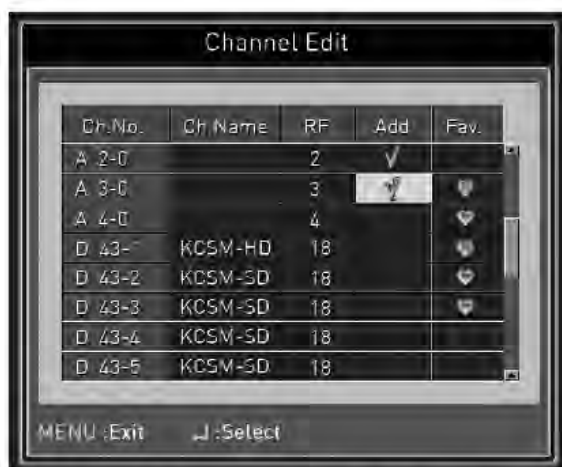 Channel Edit
Ch.No. Ch.Name RF Add Fav.
A 2-0 2
A 3-0 3
A 4-0 4
D 43-1 KCSM-HD 18
D 43-2 KCSM-SD 18
D 43-3 KCSM-SD 18
D 43-4 KCSM-SD 18
D 43-5 KCSM-SD 18
MENU :Exit :Select